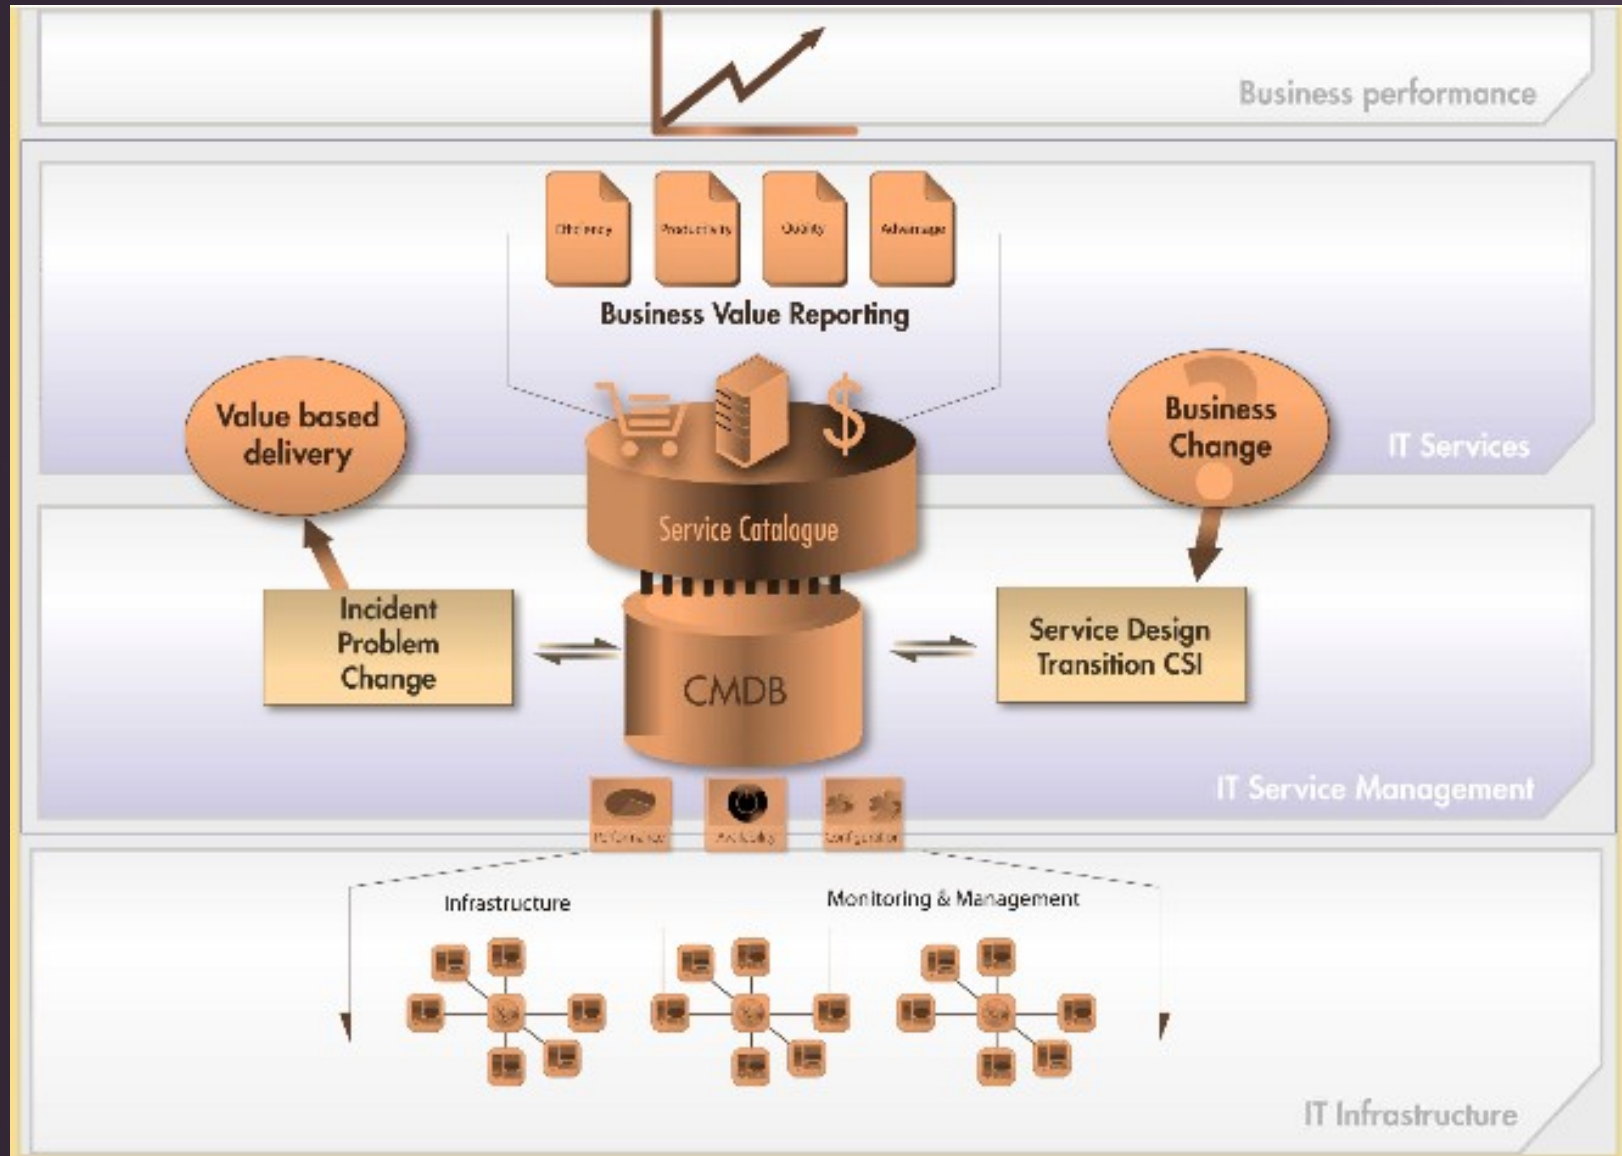 Business performance
Efficiency
Productivity
Quality
Advantage
Business Value Reporting
Value based
delivery
Business
Change
?
$
IT Services
Service Catalogue
Incident
Problem
Change
CMDB
Service Design
Transition CSI
IT Service Management
Performance
Availability
Configuration
Infrastructure
Monitoring & Management
IT Infrastructure